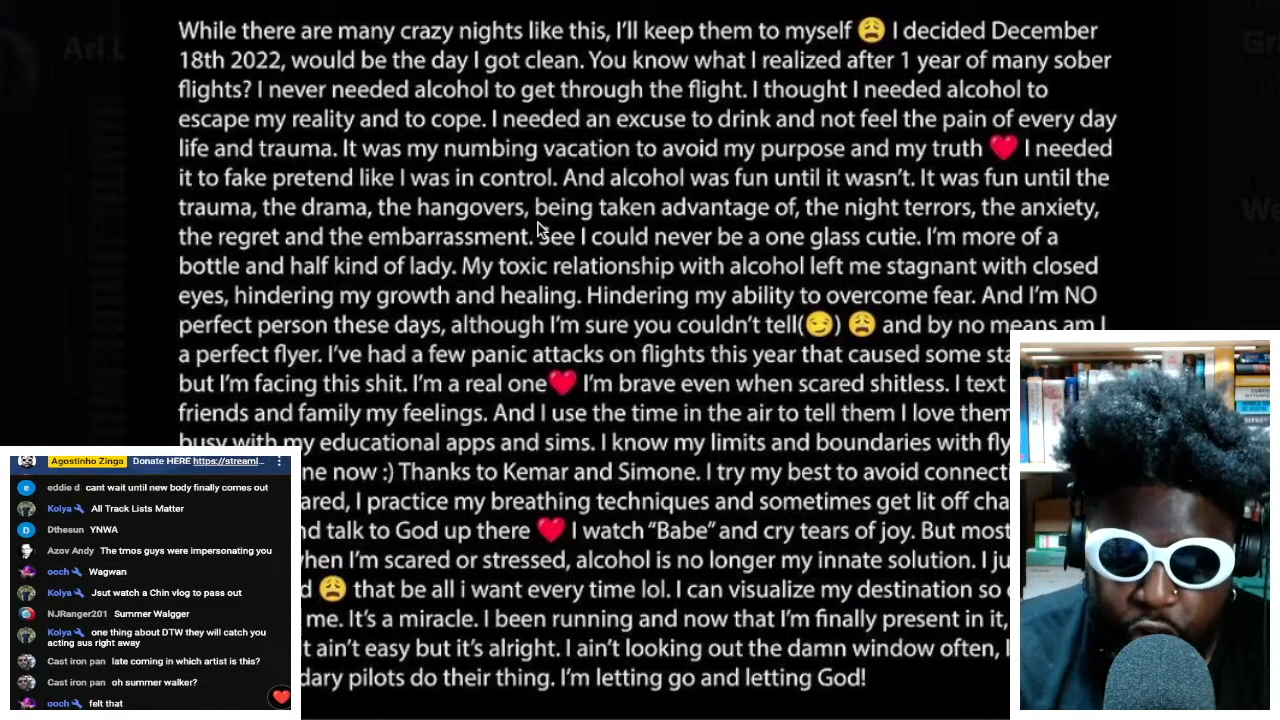 While there are many crazy nights like this, I'll keep them to myself 😩 I decided December
18th 2022, would be the day I got clean. You know what I realized after 1 year of many sober
flights? I never needed alcohol to get through the flight. I thought I needed alcohol to
escape my reality and to cope. I needed an excuse to drink and not feel the pain of every day
life and trauma. It was my numbing vacation to avoid my purpose and my truth ❤️ I needed
it to fake pretend like I was in control. And alcohol was fun until it wasn't. It was fun until the
trauma, the drama, the hangovers, being taken advantage of, the night terrors, the anxiety,
the regret and the embarrassment. See I could never be a one glass cutie. I'm more of a
bottle and half kind of lady. My toxic relationship with alcohol left me stagnant with closed
eyes, hindering my growth and healing. Hindering my ability to overcome fear. And I'm NO
perfect person these days, although I'm sure you couldn't tell(😏) 😩 and by no means am I
a perfect flyer. I've had a few panic attacks on flights this year that caused some
but I'm facing this shit. I'm a real one❤️ I'm brave even when scared shitless. I text
friends and family my feelings. And I use the time in the air to tell them I love them
busy with my educational apps and sims. I know my limits and boundaries with
now :) Thanks to Kemar and Simone. I try my best to avoid
I practice my breathing techniques and sometimes get lit off
talk to God up there ❤️ I watch “Babe” and cry tears of joy. But most
when I'm scared or stressed, alcohol is no longer my innate solution. I
😩 that be all i want every time lol. I can visualize my destination so
me. It's a miracle. I been running and now that I'm finally present in it,
ain't easy but it's alright. I ain't looking out the damn window often, I
pilots do their thing. I'm letting go and letting God!
Agostinho Zinga Donate HERE https://streaml...
eddie d cant wait until new body finally comes out
Kolya All Track Lists Matter
Dthesun YNWA
Azov Andy The tmos guys were impersonating you
ooch Wagwan
Kolya Jsut watch a Chin vlog to pass out
NJRanger201 Summer Walgger
Kolya one thing about DTW they will catch you
acting sus right away
Cast iron pan late coming in which artist is this?
Cast iron pan oh summer walker?
ooch felt that